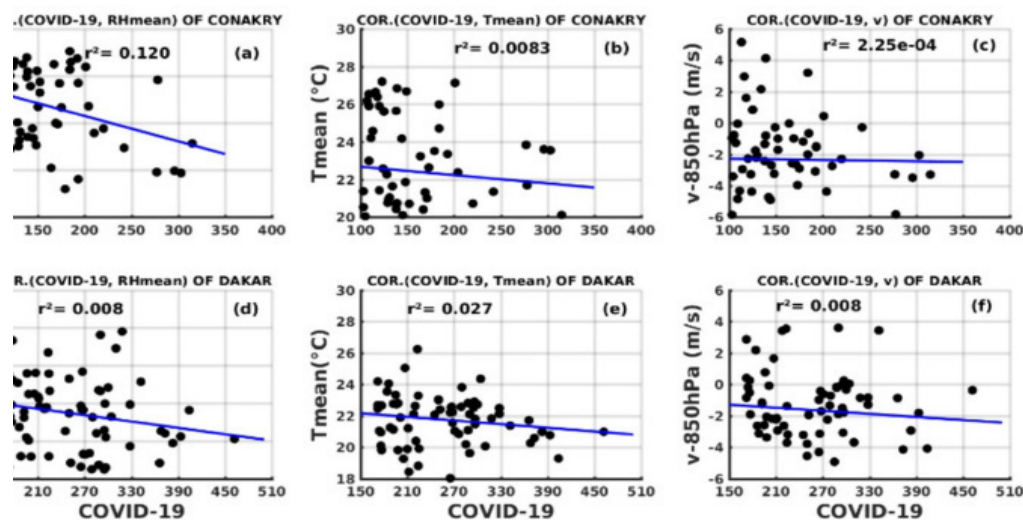 .(COVID-19, RHmean) OF CONAKRY
r²= 0.120
(a)
150 200 250 300 350 400
COR.(COVID-19, Tmean) OF CONAKRY
r²= 0.0083
(b)
Tmean (°C)
30
28
26
24
22
20
100 150 200 250 300 350 400
COR.(COVID-19, v) OF CONAKRY
r²= 2.25e-04
(c)
v-850hPa (m/s)
6
4
2
0
-2
-4
-6
100 150 200 250 300 350 400
R.(COVID-19, RHmean) OF DAKAR
r²= 0.008
(d)
210 270 330 390 450 510
COVID-19
COR.(COVID-19, Tmean) OF DAKAR
r²= 0.027
(e)
Tmean(°C)
30
28
26
24
22
20
18
150 210 270 330 390 450 510
COVID-19
COR.(COVID-19, v) OF DAKAR
r²= 0.008
(f)
v-850hPa (m/s)
6
4
2
0
-2
-4
-6
150 210 270 330 390 450 510
COVID-19